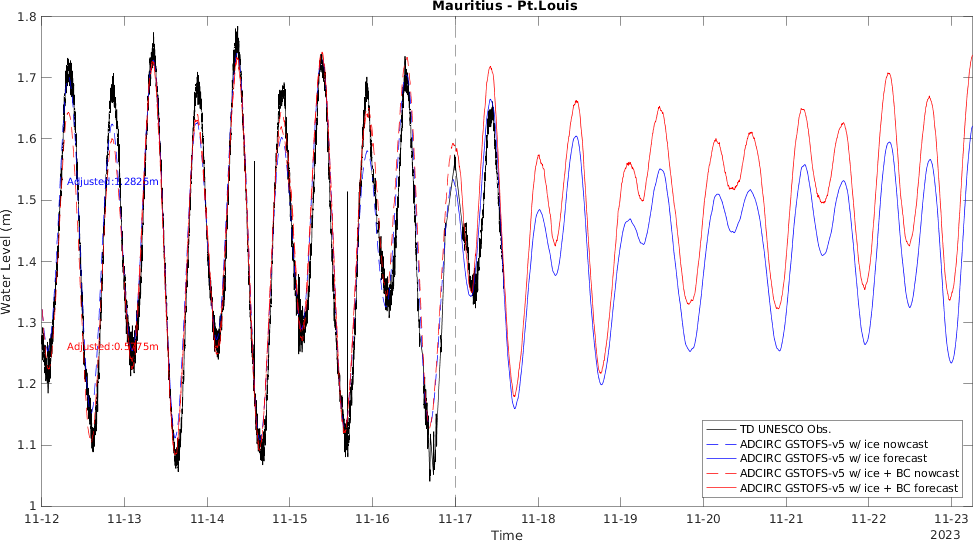 Mauritius - Pt.Louis
1.8
1.7
1.6
1.5
1.4
1.3
1.2
1.1
1
Water Level (m)
Adjusted:1.2826m
Adjusted:0.5775m
TD UNESCO Obs.
ADCIRC GSTOFS-v5 w/ ice nowcast
ADCIRC GSTOFS-v5 w/ ice forecast
ADCIRC GSTOFS-v5 w/ ice + BC nowcast
ADCIRC GSTOFS-v5 w/ ice + BC forecast
11-12 11-13 11-14 11-15 11-16 11-17 11-18 11-19 11-20 11-21 11-22 11-23
Time
2023